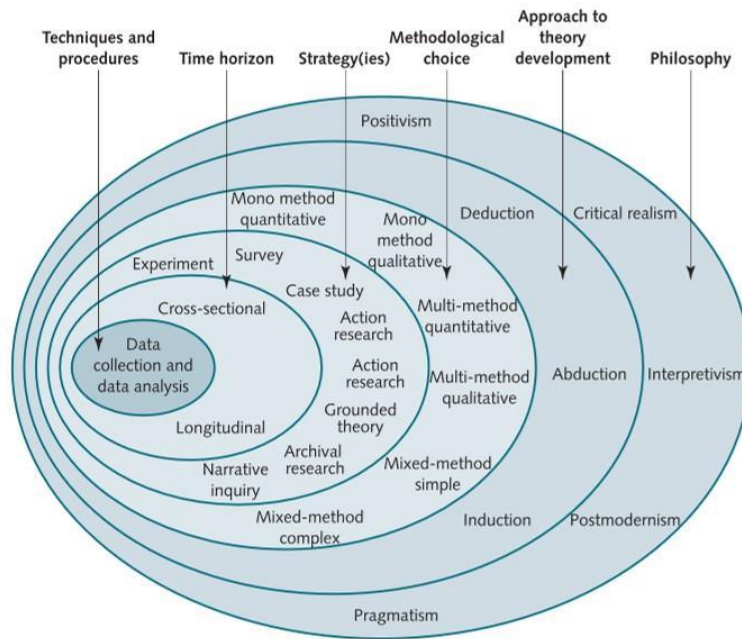 Techniques and
procedures
Time horizon
Strategy(ies)
Methodological
choice
Approach to
theory
development
Philosophy
Positivism
Mono method
quantitative
Mono
method
qualitative
Deduction
Critical realism
Survey
Experiment
Case study
Cross-sectional
Multi-method
quantitative
Action
research
Data
collection and
data analysis
Action
research
Multi-method
qualitative
Abduction
Interpretivism
Grounded
theory
Longitudinal
Archival
research
Narrative
inquiry
Mixed-method
simple
Mixed-method
complex
Induction
Postmodernism
Pragmatism